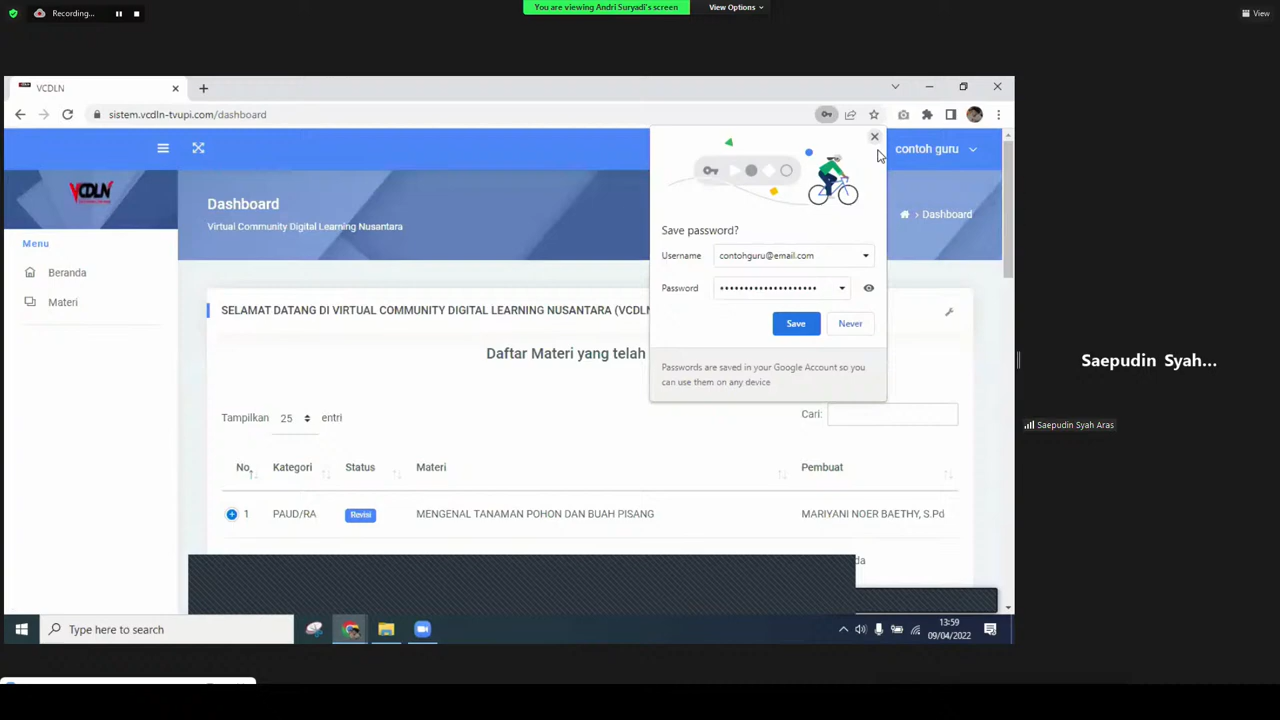 Recording...
You are viewing Andri Suryadi's screen
View Options
View
VCDLN
sistem.vcdln-tvupi.com/dashboard
contoh guru
VCDLN
Dashboard
Virtual Community Digital Learning Nusantara
Dashboard
Menu
Beranda
Materi
Save password?
Username
contohguru@email.com
Password
••••••••••••••••••••
Save
Never
Passwords are saved in your Google Account so you
can use them on any device
SELAMAT DATANG DI VIRTUAL COMMUNITY DIGITAL LEARNING NUSANTARA (VCDLN
Daftar Materi yang telah
Tampilkan 25 entri
Cari:
No Kategori Status Materi Pembuat
1 PAUD/RA Revisi MENGENAL TANAMAN POHON DAN BUAH PISANG MARIYANI NOER BAETHY, S.Pd
da
Saepudin Syah...
Saepudin Syah Aras
Type here to search
13:59
09/04/2022